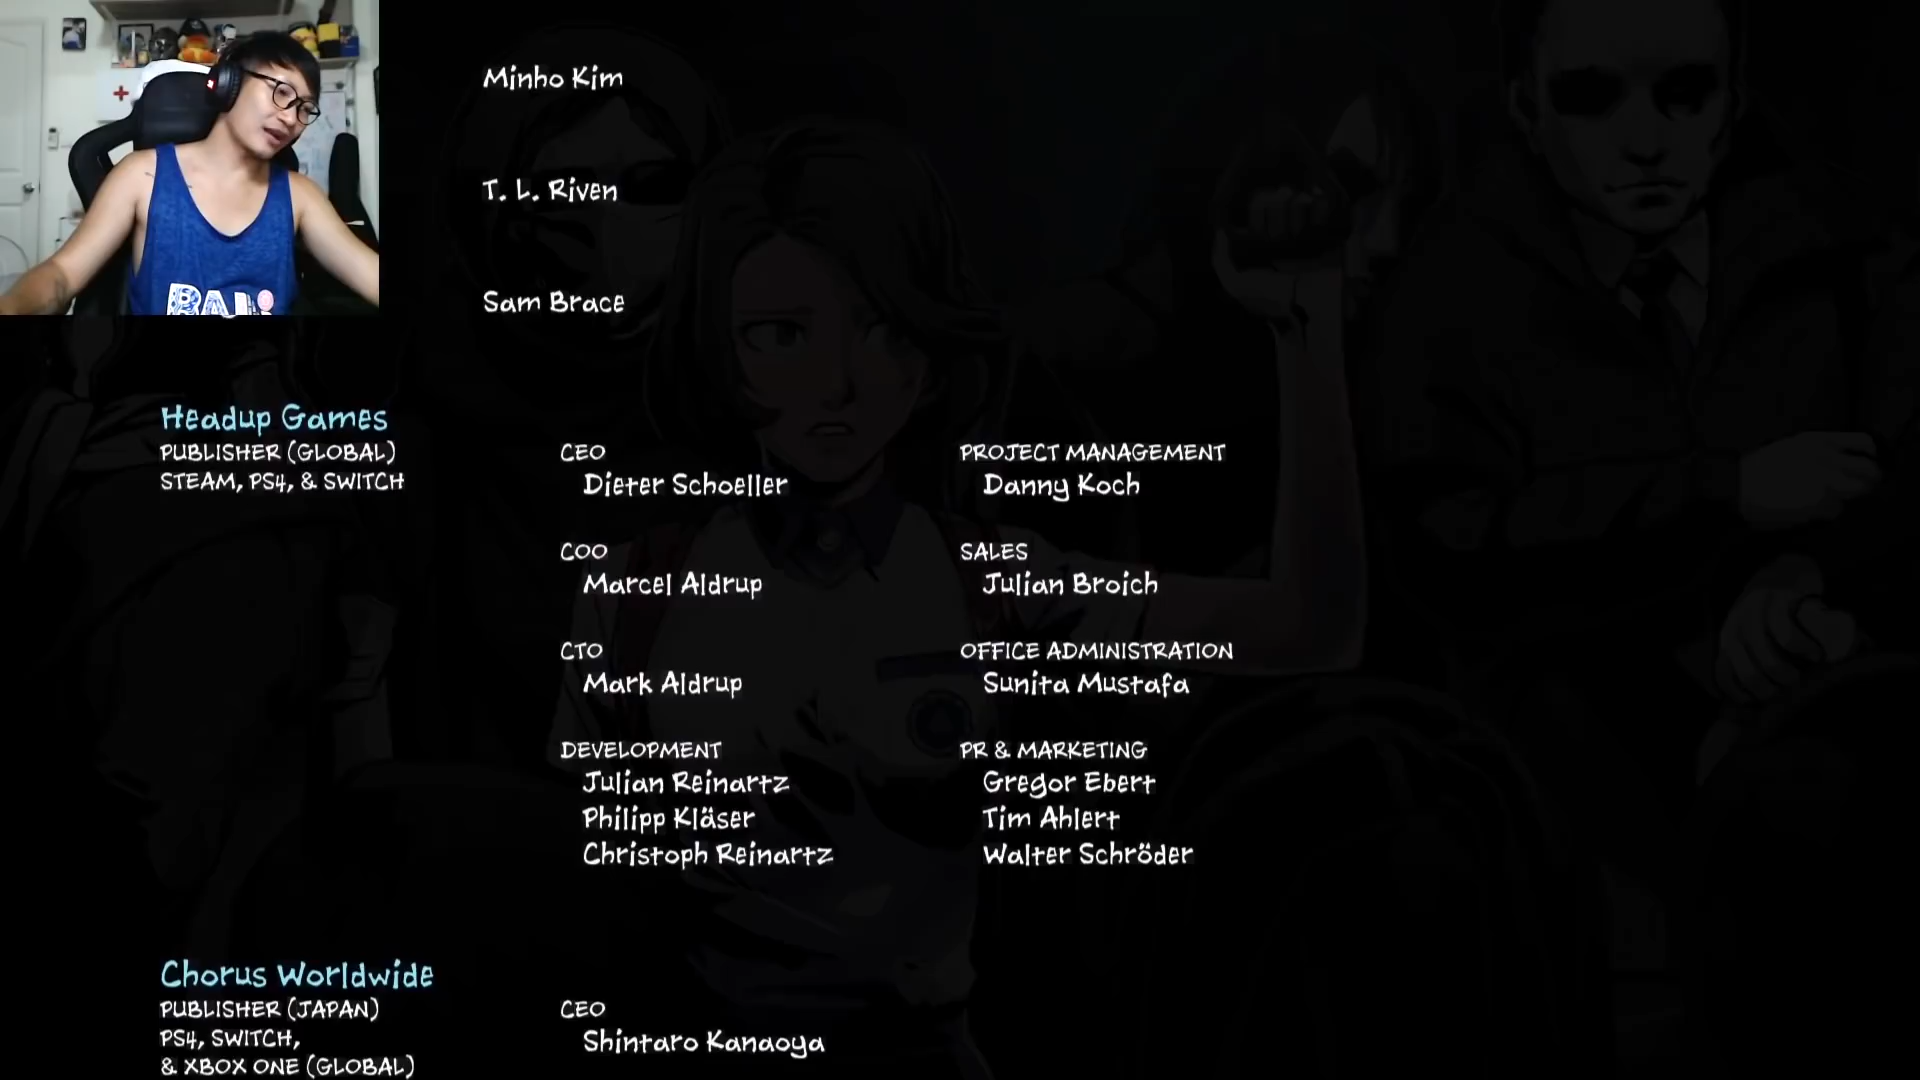 BALi
Minho Kim
T. L. Riven
Sam Brace
Headup Games
PUBLISHER (GLOBAL)
STEAM, PS4, & SWITCH
CEO
Dieter Schoeller
COO
Marcel Aldrup
CTO
Mark Aldrup
DEVELOPMENT
Julian Reinartz
Philipp Kläser
Christoph Reinartz
PROJECT MANAGEMENT
Danny Koch
SALES
Julian Broich
OFFICE ADMINISTRATION
Sunita Mustafa
PR & MARKETING
Gregor Ebert
Tim Ahlert
Walter Schröder
Chorus Worldwide
PUBLISHER (JAPAN)
PS4, SWITCH,
& XBOX ONE (GLOBAL)
CEO
Shintaro Kanaoya